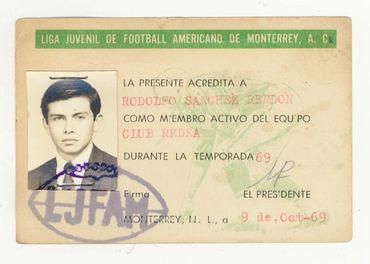 LIGA JUVENIL DE FOOTBALL AMERICANO DE MONTERREY, A. C.
LA PRESENTE ACREDITA A
RODOLFO SANCHEZ RENDON
COMO MIEMBRO ACTIVO DEL EQUIPO
CLUB REDEA
DURANTE LA TEMPORADA 69
Firma EL PRESIDENTE
LJFAM
MONTERREY, N. L., a 9 de Oct-69